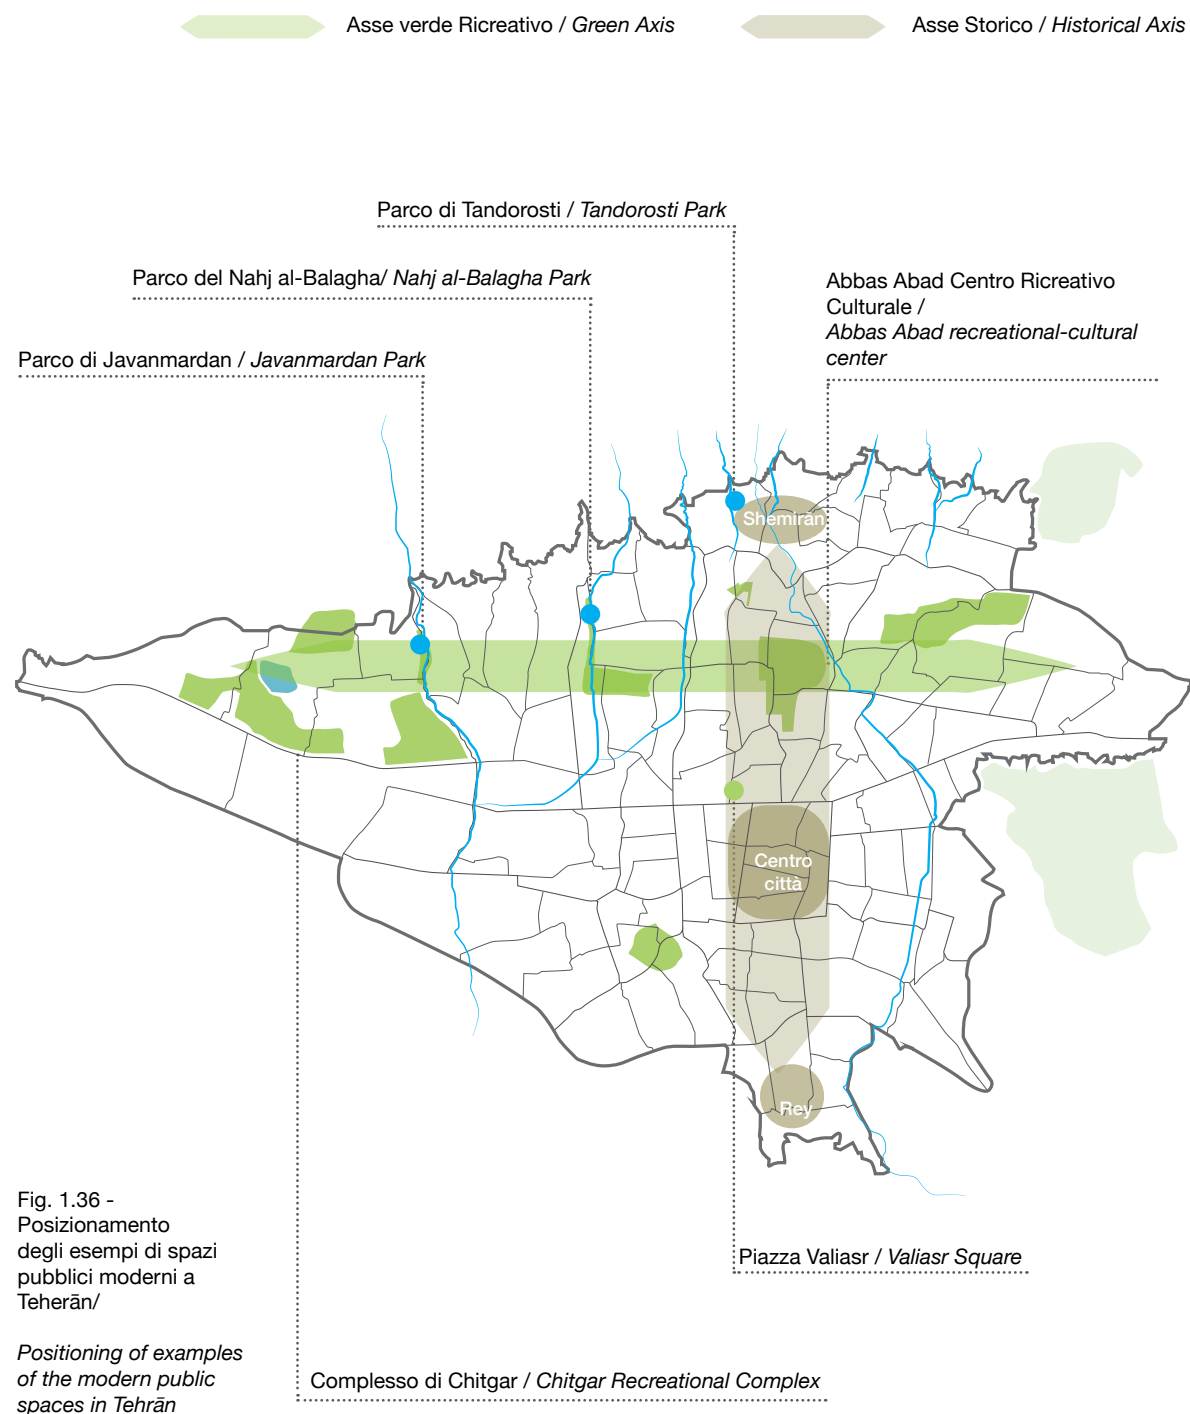 Asse verde Ricreativo / Green Axis
Asse Storico / Historical Axis
Parco di Tandorosti / Tandorosti Park
Parco del Nahj al-Balagha/ Nahj al-Balagha Park
Abbas Abad Centro Ricreativo
Culturale /
Abbas Abad recreational-cultural
center
Parco di Javanmardan / Javanmardan Park
Shemiran
Centro
città
Rey
Fig. 1.36 -
Posizionamento
degli esempi di spazi
pubblici moderni a
Teherān/
Positioning of examples
of the modern public
spaces in Tehrān
Piazza Valiasr / Valiasr Square
Complesso di Chitgar / Chitgar Recreational Complex